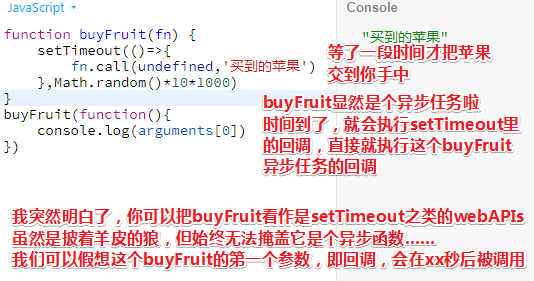 JavaScript
Console
function buyFruit(fn) {
setTimeout(()=>{
fn.call(undefined,'买到的苹果')
},Math.random()*10*1000)
}
buyFruit(function(){
console.log(arguments[0])
})
"买到的苹果"
等了一段时间才把苹果
交到你手中
buyFruit显然是个异步任务啦
时间到了，就会执行setTimeout里
的回调，直接就执行这个buyFruit
异步任务的回调
我突然明白了，你可以把buyFruit看作是setTimeout之类的webAPIs
虽然是披着羊皮的狼，但始终无法掩盖它是个异步函数……
我们可以假想这个buyFruit的第一个参数，即回调，会在xx秒后被调用